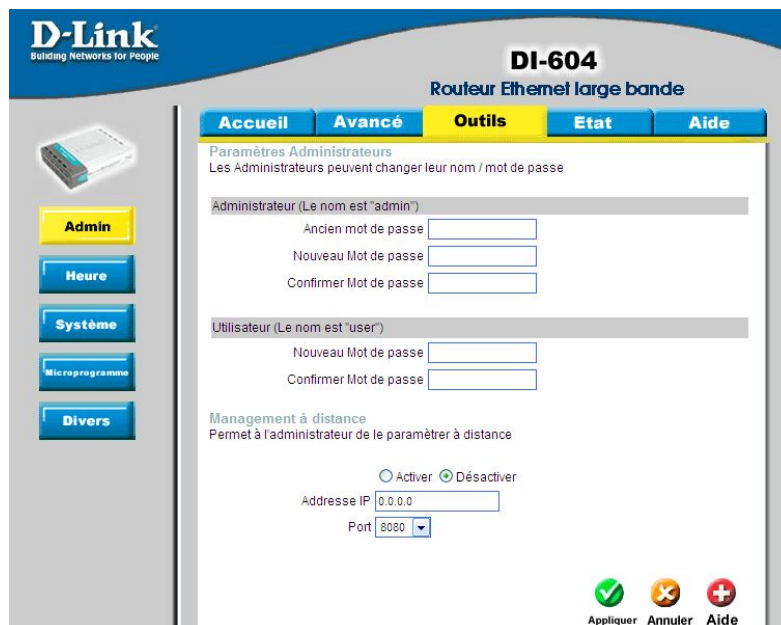 D-Link
Building Networks for People
DI-604
Routeur Ethernet large bande
Accueil
Avancé
Outils
Etat
Aide
Admin
Heure
Système
Microprogramme
Divers
Paramètres Administrateurs
Les Administrateurs peuvent changer leur nom / mot de passe
Administrateur (Le nom est "admin")
Ancien mot de passe
Nouveau Mot de passe
Confirmer Mot de passe
Utilisateur (Le nom est "user")
Nouveau Mot de passe
Confirmer Mot de passe
Management à distance
Permet à l'administrateur de le paramètrer à distance
Activer Désactiver
Addresse IP 0.0.0.0
Port 8080
Appliquer Annuler Aide